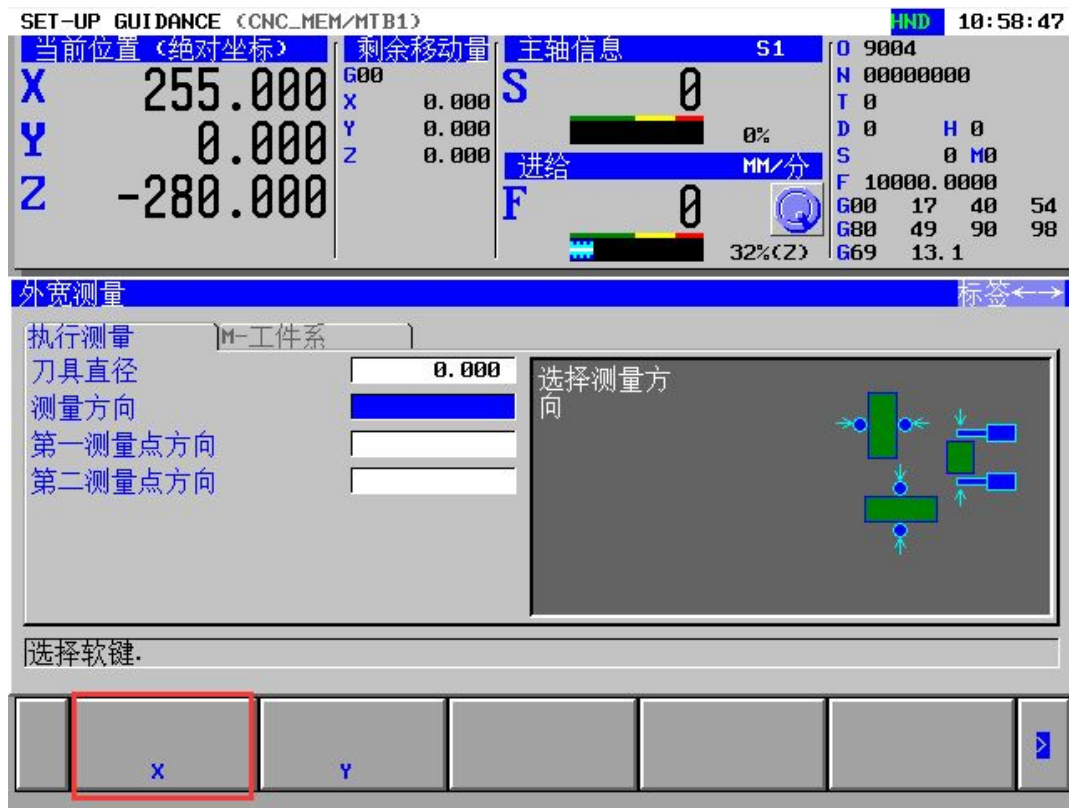 SET-UP GUIDANCE (CNC_MEM/MTB1) HND 10:58:47
当前位置（绝对坐标）
X 255.000
Y 0.000
Z -280.000
剩余移动量
G00
X 0.000
Y 0.000
Z 0.000
主轴信息 S1
S 0
0%
进给 MM/分
F 0
32%(Z)
O 9004
N 00000000
T 0
D 0 H 0
S 0 M0
F 10000.0000
G00 17 40 54
G80 49 90 98
G69 13.1
外宽测量 标签←→
执行测量 M-工件系
刀具直径 0.000
测量方向
第一测量点方向
第二测量点方向
选择测量方
向
选择软键.
X Y >